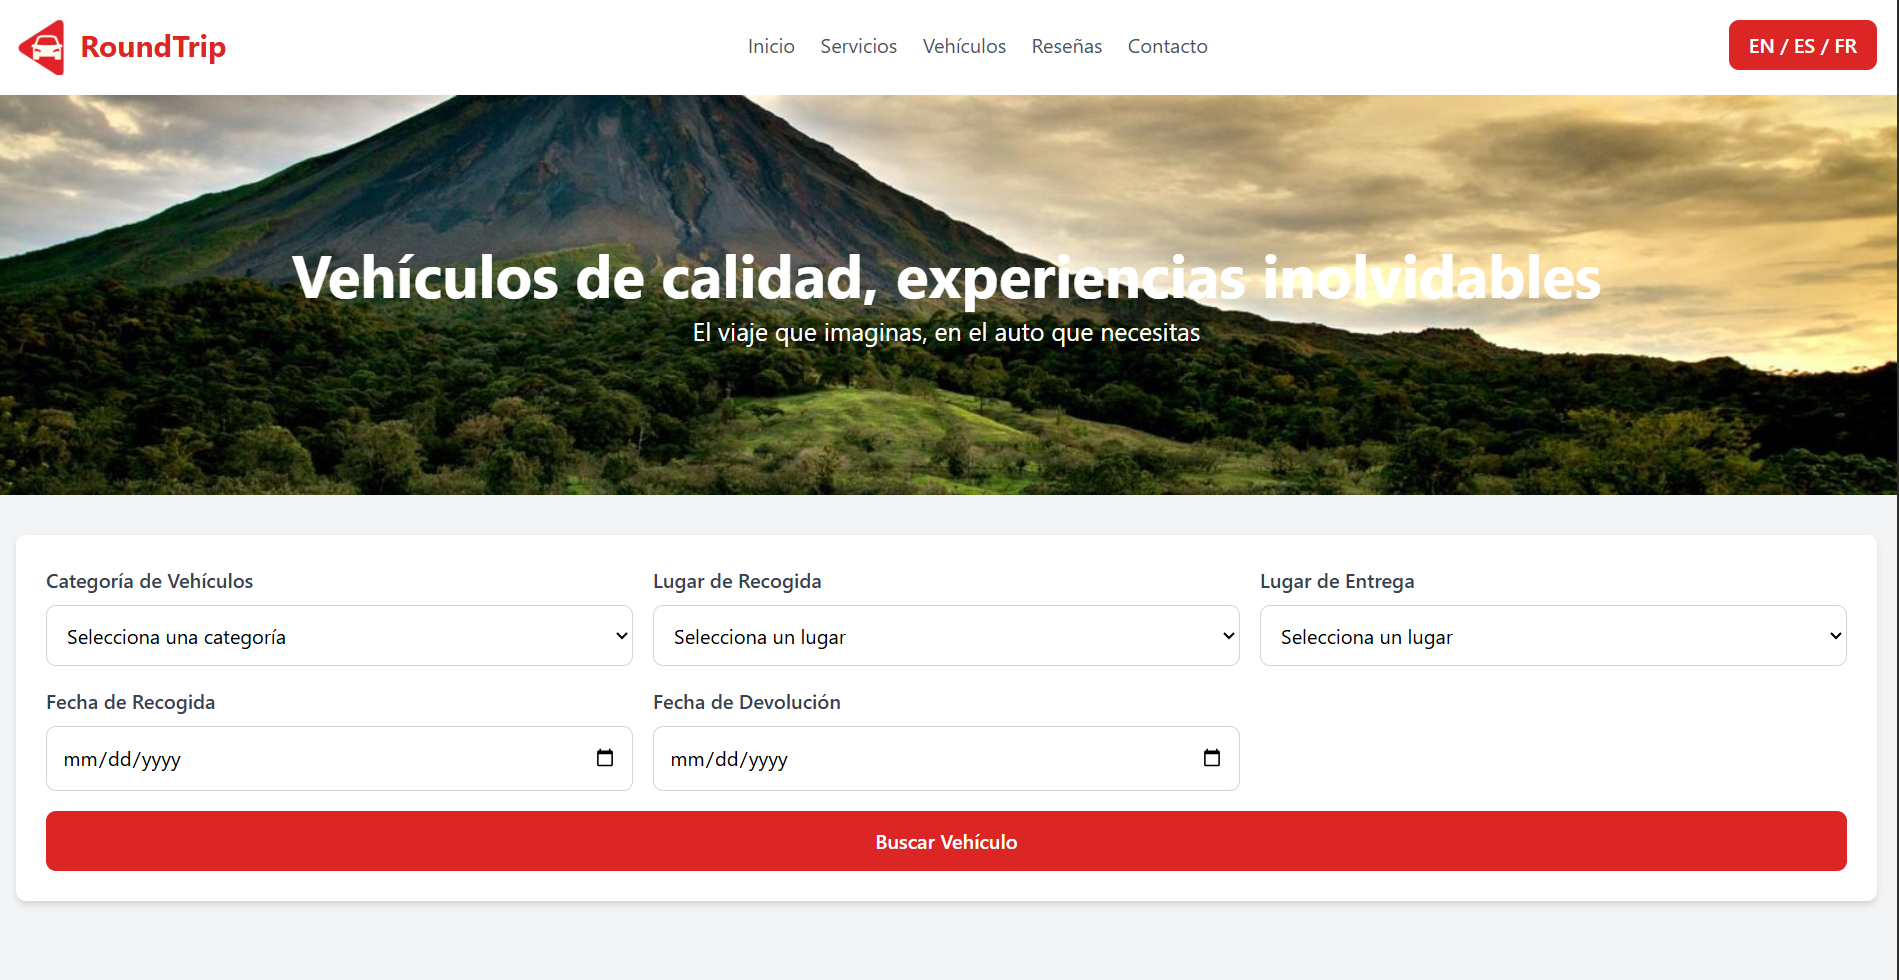 RoundTrip
Inicio Servicios Vehículos Reseñas Contacto
EN / ES / FR
Vehículos de calidad, experiencias inolvidables
El viaje que imaginas, en el auto que necesitas
Categoría de Vehículos
Selecciona una categoría
Lugar de Recogida
Selecciona un lugar
Lugar de Entrega
Selecciona un lugar
Fecha de Recogida
mm/dd/yyyy
Fecha de Devolución
mm/dd/yyyy
Buscar Vehículo